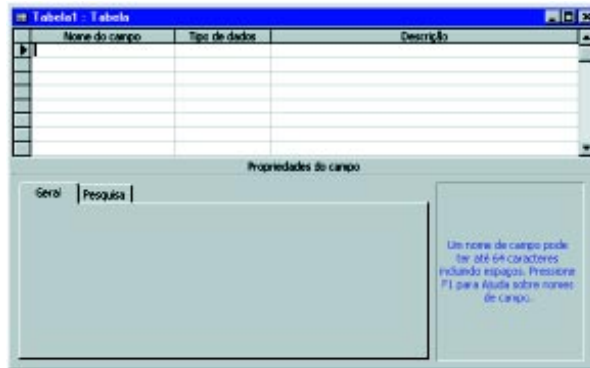 Tabela1 : Tabela
Nome do campo Tipo de dados Descrição
Propriedades do campo
Geral Pesquisa
Um nome de campo pode
ter até 64 caracteres
incluindo espaços. Pressione
F1 para Ajuda sobre nomes
de campo.